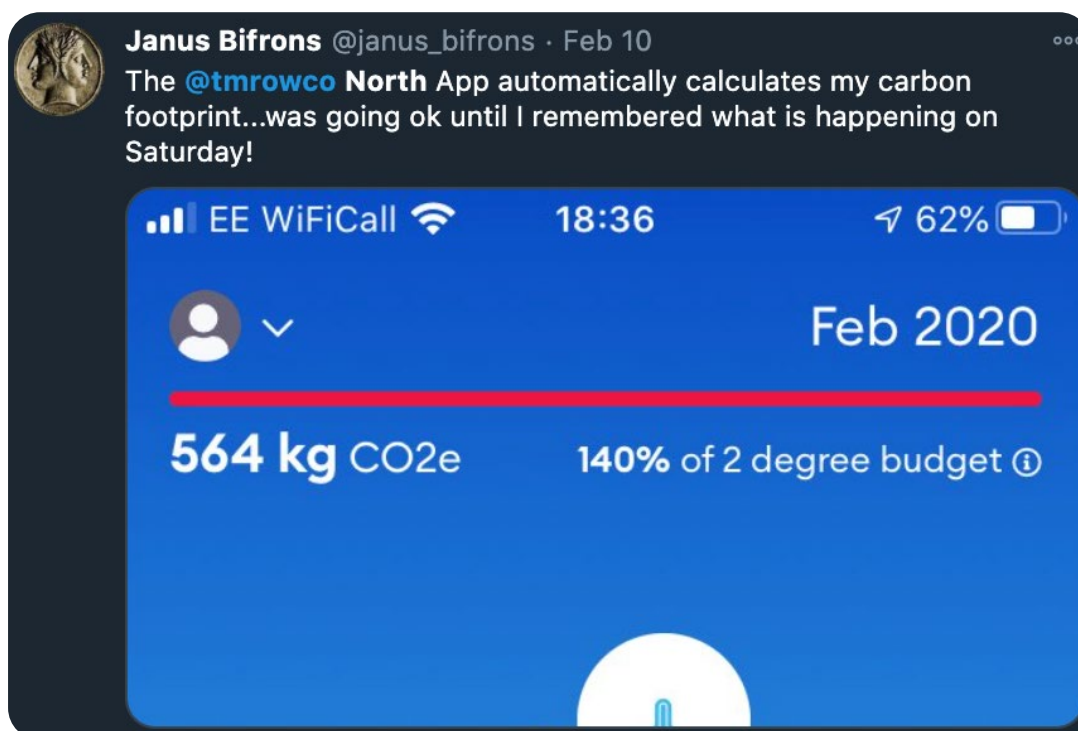 Janus Bifrons @janus_bifrons · Feb 10
The @tmrowco North App automatically calculates my carbon
footprint...was going ok until I remembered what is happening on
Saturday!
EE WiFiCall 18:36 62%
Feb 2020
564 kg CO2e 140% of 2 degree budget